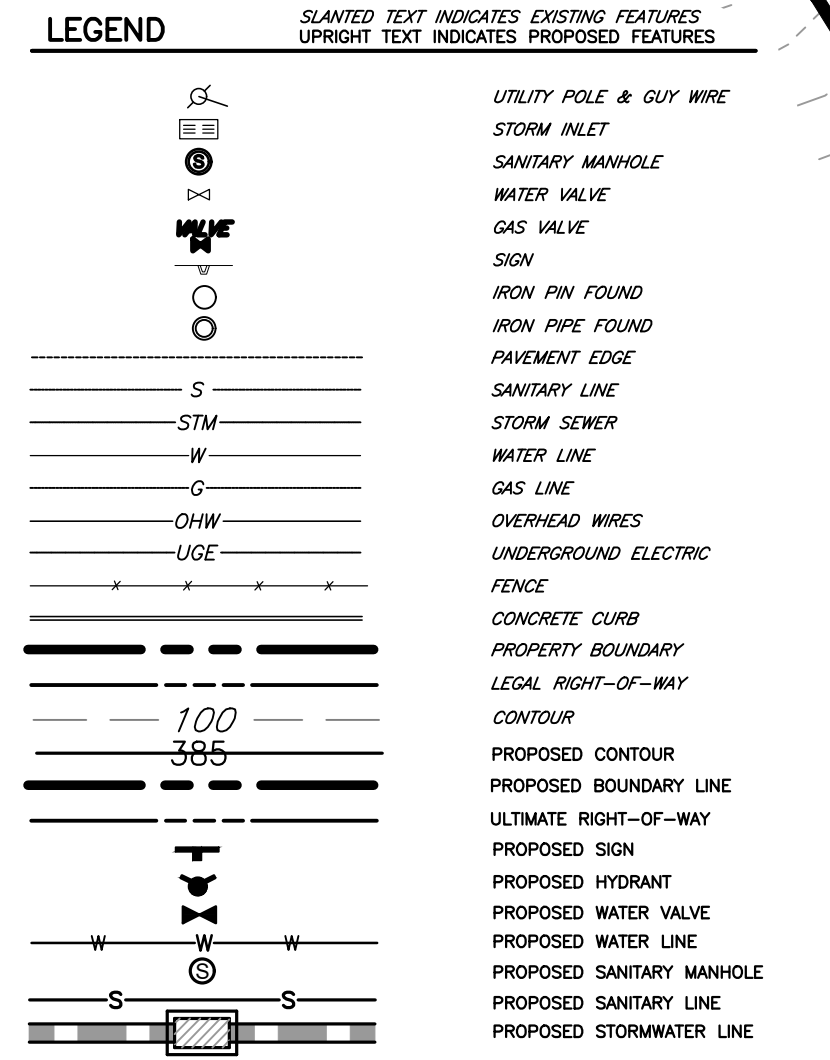 LEGEND
SLANTED TEXT INDICATES EXISTING FEATURES
UPRIGHT TEXT INDICATES PROPOSED FEATURES
UTILITY POLE & GUY WIRE
STORM INLET
S SANITARY MANHOLE
WATER VALVE
VALVE GAS VALVE
SIGN
IRON PIN FOUND
IRON PIPE FOUND
PAVEMENT EDGE
S SANITARY LINE
STM STORM SEWER
W WATER LINE
G GAS LINE
OHW OVERHEAD WIRES
UGE UNDERGROUND ELECTRIC
x x x x FENCE
CONCRETE CURB
PROPERTY BOUNDARY
LEGAL RIGHT-OF-WAY
100 CONTOUR
385 PROPOSED CONTOUR
PROPOSED BOUNDARY LINE
ULTIMATE RIGHT-OF-WAY
PROPOSED SIGN
PROPOSED HYDRANT
PROPOSED WATER VALVE
W W W PROPOSED WATER LINE
S PROPOSED SANITARY MANHOLE
S S PROPOSED SANITARY LINE
PROPOSED STORMWATER LINE